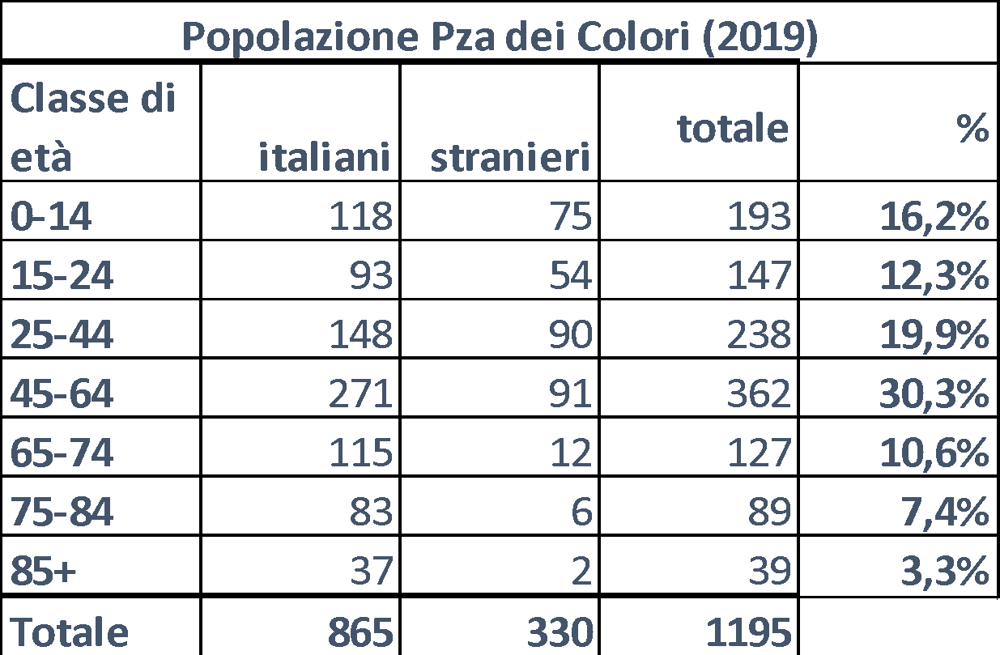 Popolazione Pza dei Colori (2019)
Classe di età italiani stranieri totale %
0-14 118 75 193 16,2%
15-24 93 54 147 12,3%
25-44 148 90 238 19,9%
45-64 271 91 362 30,3%
65-74 115 12 127 10,6%
75-84 83 6 89 7,4%
85+ 37 2 39 3,3%
Totale 865 330 1195